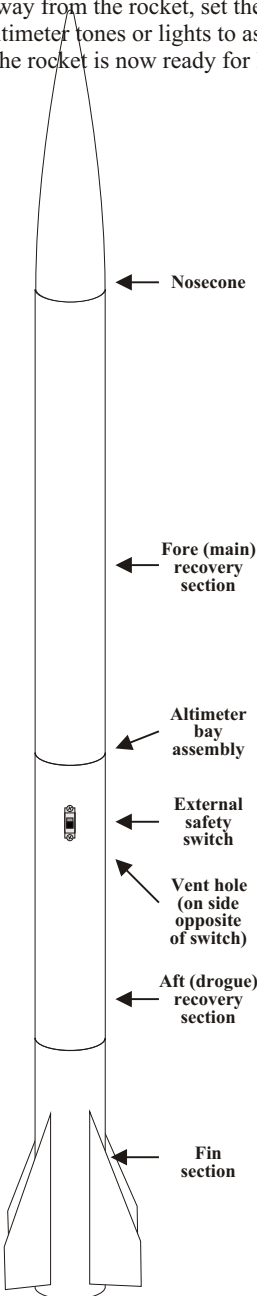 way from the rocket, set the
ltimeter tones or lights to as
he rocket is now ready for
Nosecone
Fore (main)
recovery
section
Altimeter
bay
assembly
External
safety
switch
Vent hole
(on side
opposite
of switch)
Aft (drogue)
recovery
section
Fin
section